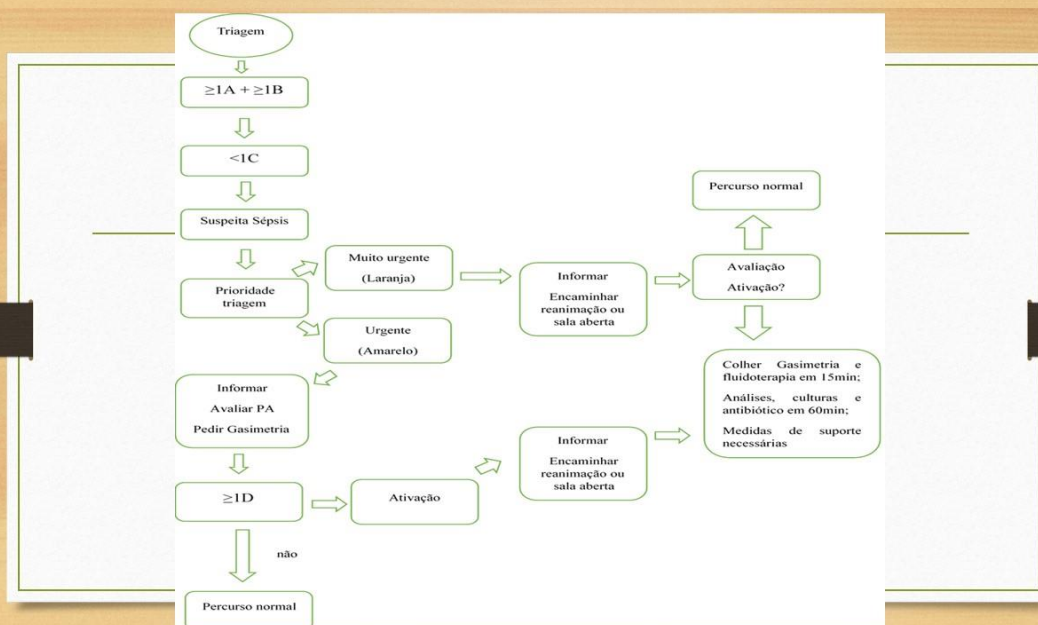 Triagem
≥1A + ≥1B
<1C
Suspeita Sépsis
Prioridade
triagem
Muito urgente
(Laranja)
Informar
Encaminhar
reanimação ou
sala aberta
Avaliação
Ativação?
Percurso normal
Urgente
(Amarelo)
Informar
Avaliar PA
Pedir Gasimetria
≥1D
Ativação
Informar
Encaminhar
reanimação ou
sala aberta
Colher Gasimetria e
fluidoterapia em 15min;
Análises, culturas e
antibiótico em 60min;
Medidas de suporte
necessárias
não
Percurso normal